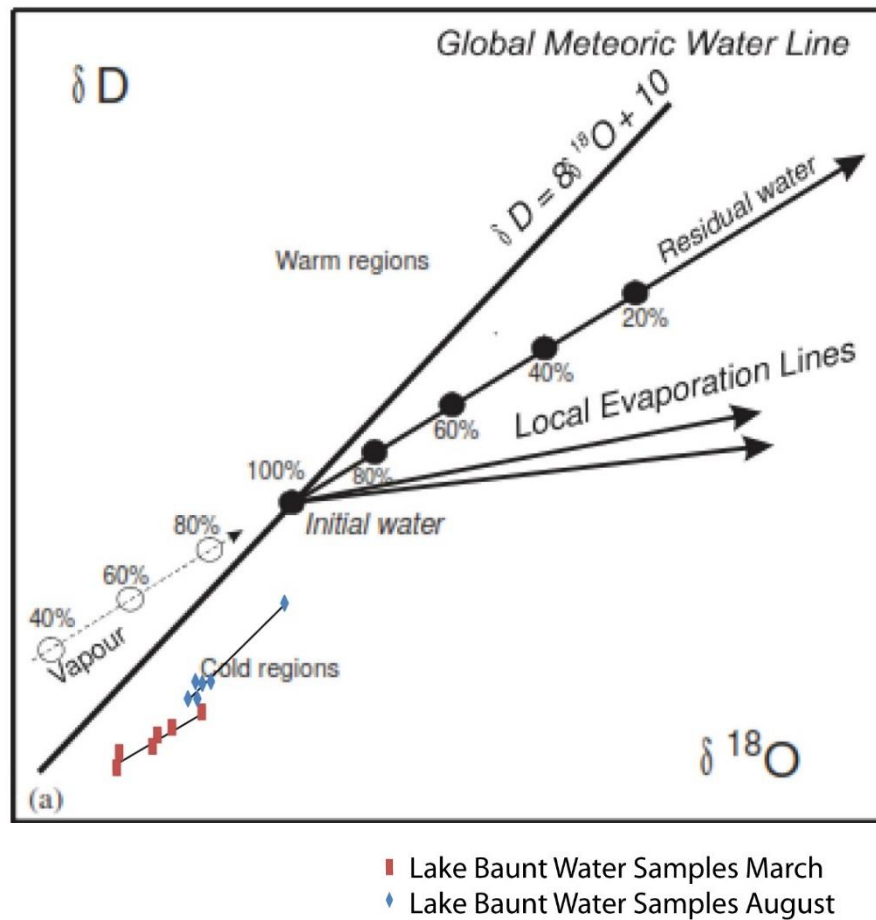 Global Meteoric Water Line
δ D
δ D = 8δ¹⁸O + 10
Residual water
Warm regions
20%
40%
60%
Local Evaporation Lines
80%
100%
Initial water
80%
60%
40%
Vapour
Cold regions
δ ¹⁸O
(a)
Lake Baunt Water Samples March
Lake Baunt Water Samples August